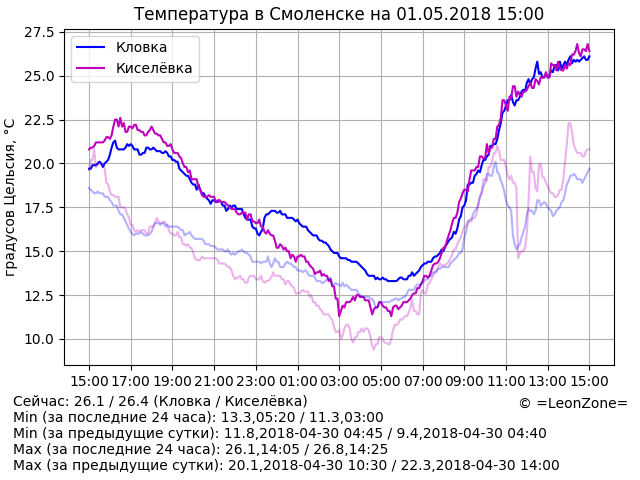 Температура в Смоленске на 01.05.2018 15:00
градусов Цельсия, °C
27.5
25.0
22.5
20.0
17.5
15.0
12.5
10.0
Кловка
Киселёвка
15:00 17:00 19:00 21:00 23:00 01:00 03:00 05:00 07:00 09:00 11:00 13:00 15:00
Сейчас: 26.1 / 26.4 (Кловка / Киселёвка)
© =LeonZone=
Min (за последние 24 часа): 13.3,05:20 / 11.3,03:00
Min (за предыдущие сутки): 11.8,2018-04-30 04:45 / 9.4,2018-04-30 04:40
Max (за последние 24 часа): 26.1,14:05 / 26.8,14:25
Max (за предыдущие сутки): 20.1,2018-04-30 10:30 / 22.3,2018-04-30 14:00